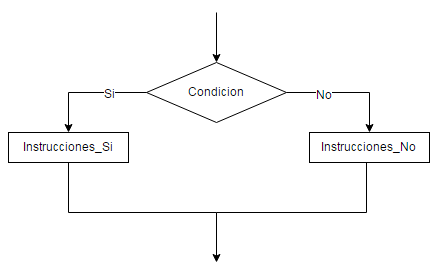 Condicion
Si
No
Instrucciones_Si
Instrucciones_No